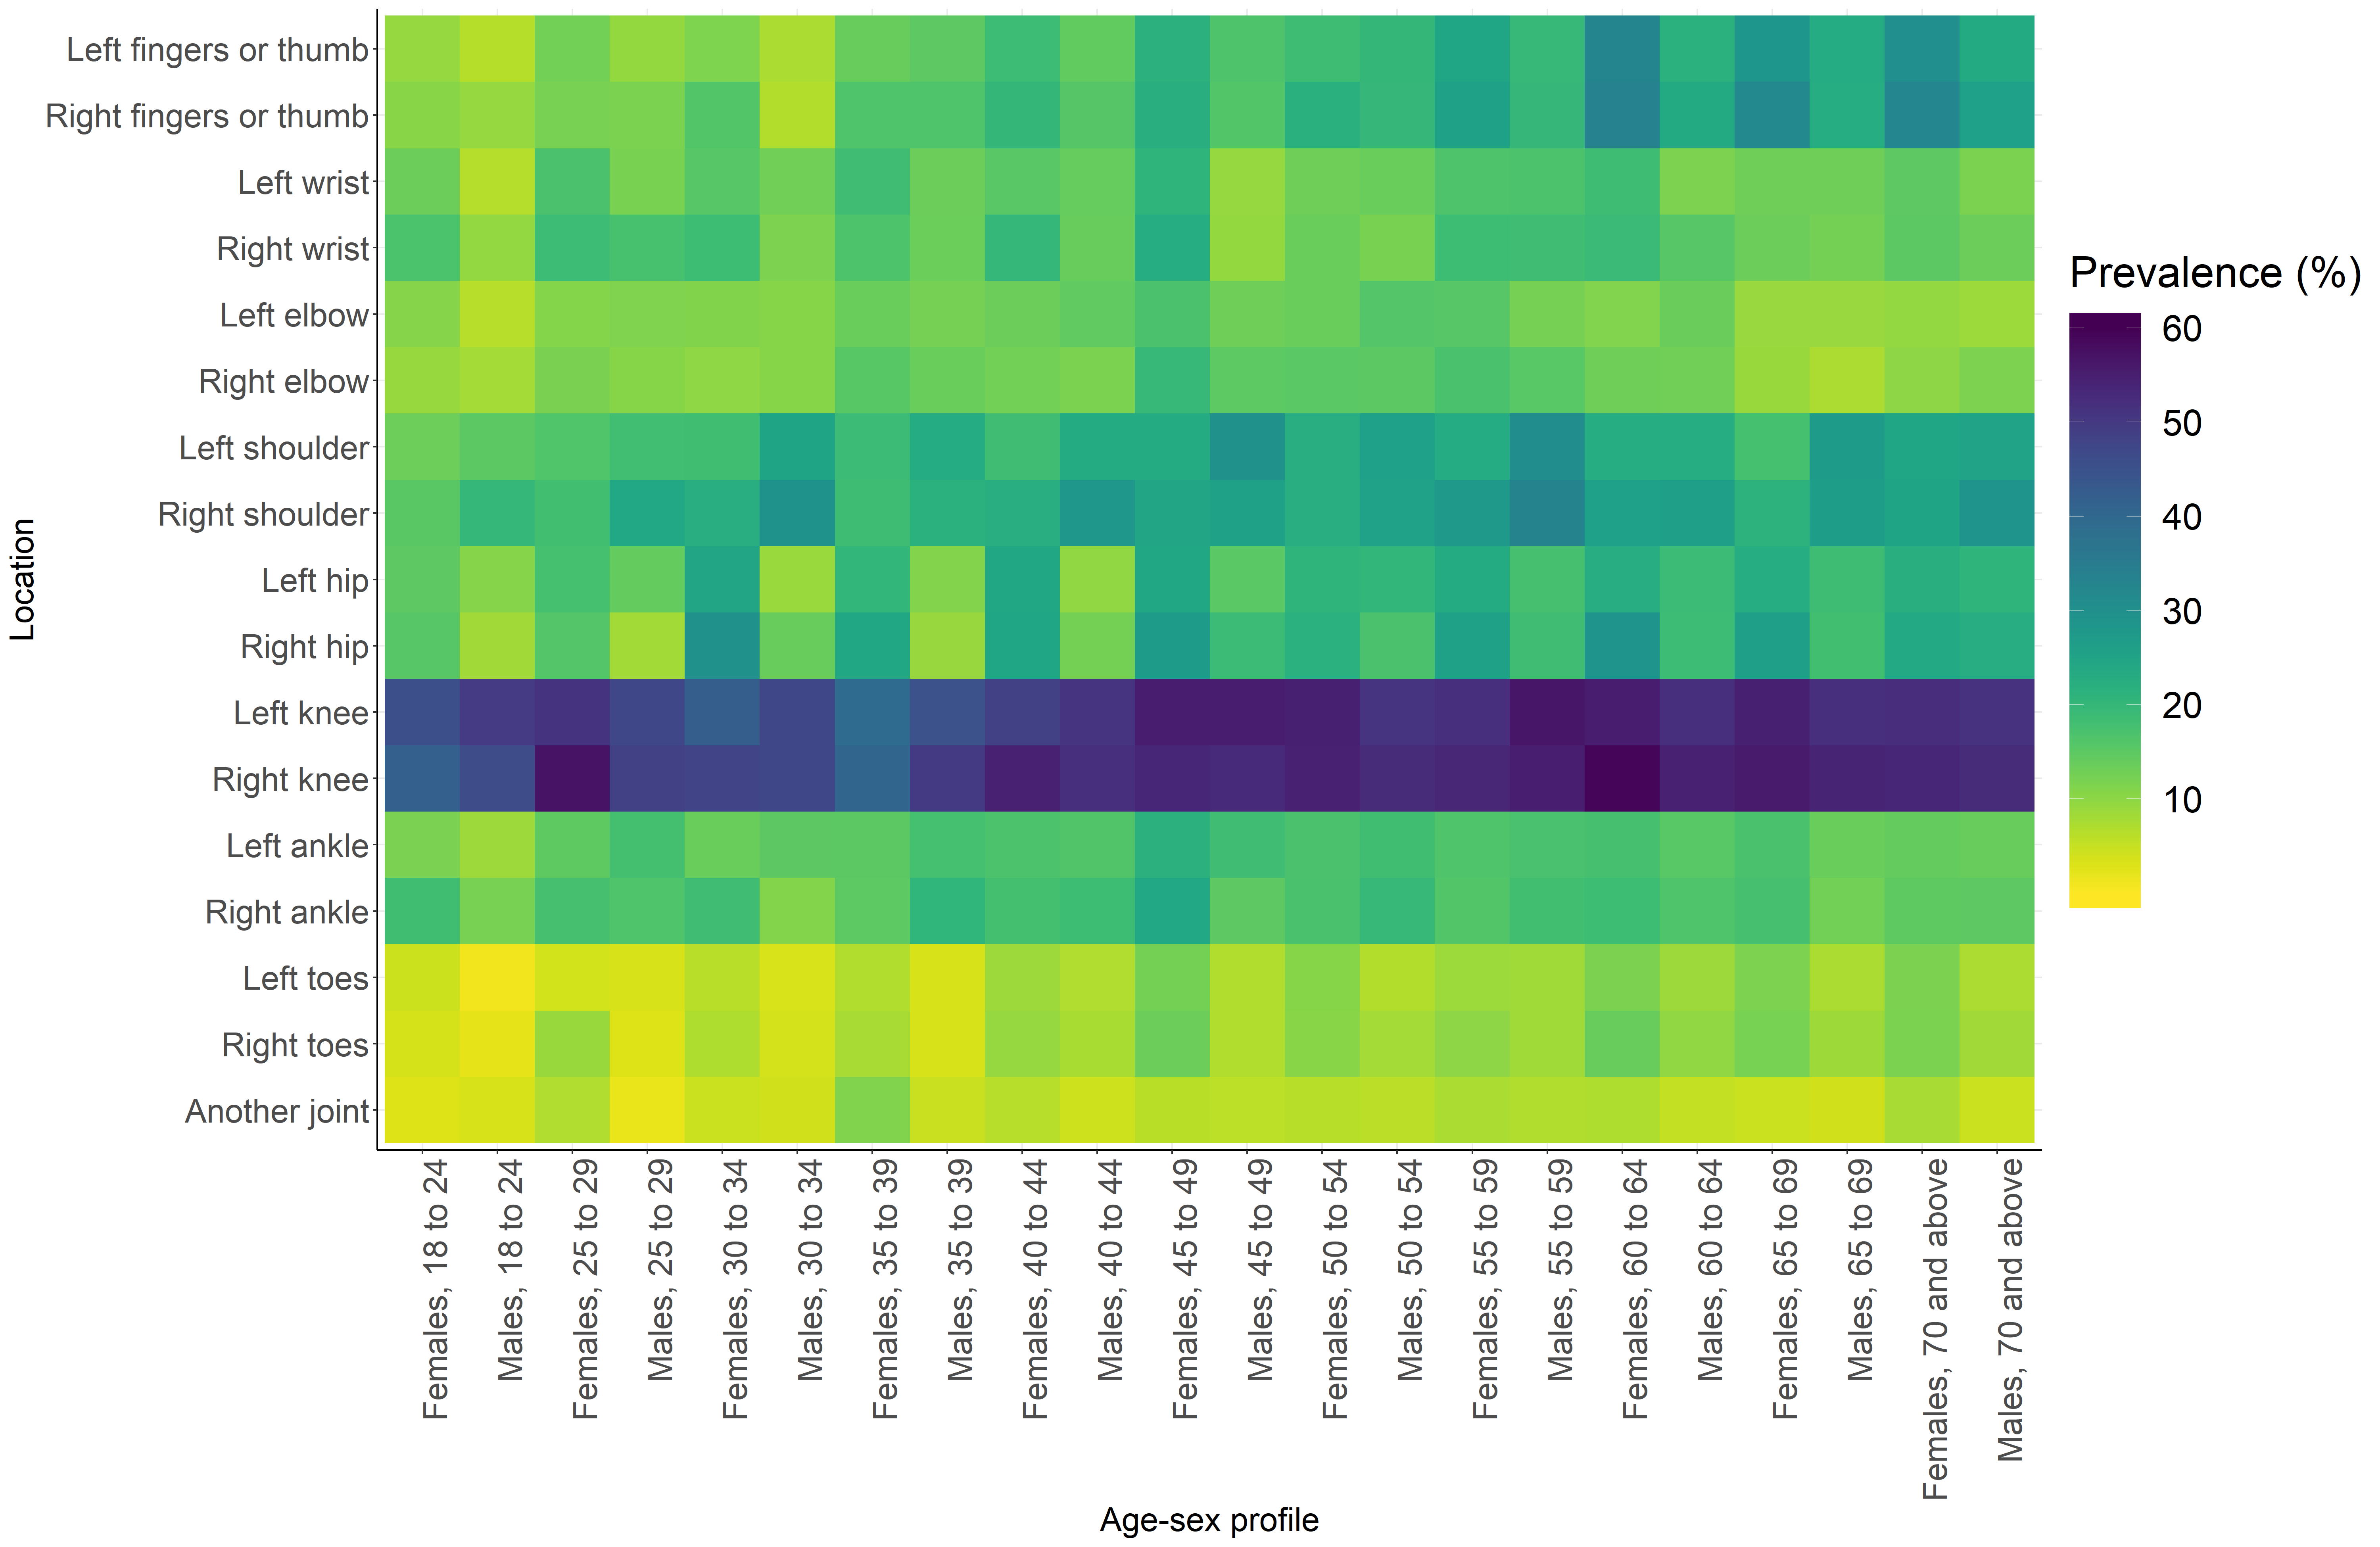 Left fingers or thumb
Right fingers or thumb
Left wrist
Right wrist
Left elbow
Right elbow
Left shoulder
Right shoulder
Left hip
Right hip
Left knee
Right knee
Left ankle
Right ankle
Left toes
Right toes
Another joint
Location
Females, 18 to 24
Males, 18 to 24
Females, 25 to 29
Males, 25 to 29
Females, 30 to 34
Males, 30 to 34
Females, 35 to 39
Males, 35 to 39
Females, 40 to 44
Males, 40 to 44
Females, 45 to 49
Males, 45 to 49
Females, 50 to 54
Males, 50 to 54
Females, 55 to 59
Males, 55 to 59
Females, 60 to 64
Males, 60 to 64
Females, 65 to 69
Males, 65 to 69
Females, 70 and above
Males, 70 and above
Age-sex profile
Prevalence (%)
60
50
40
30
20
10